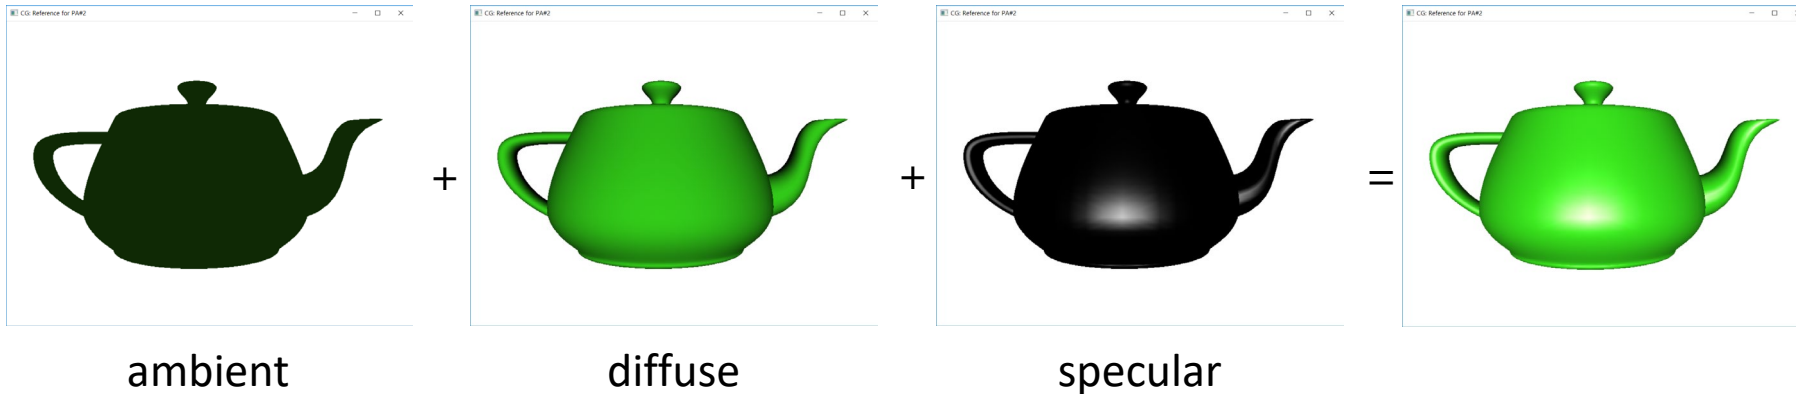 CG: Reference for PA#2
CG: Reference for PA#2
CG: Reference for PA#2
CG: Reference for PA#2
+
+
=
ambient
diffuse
specular